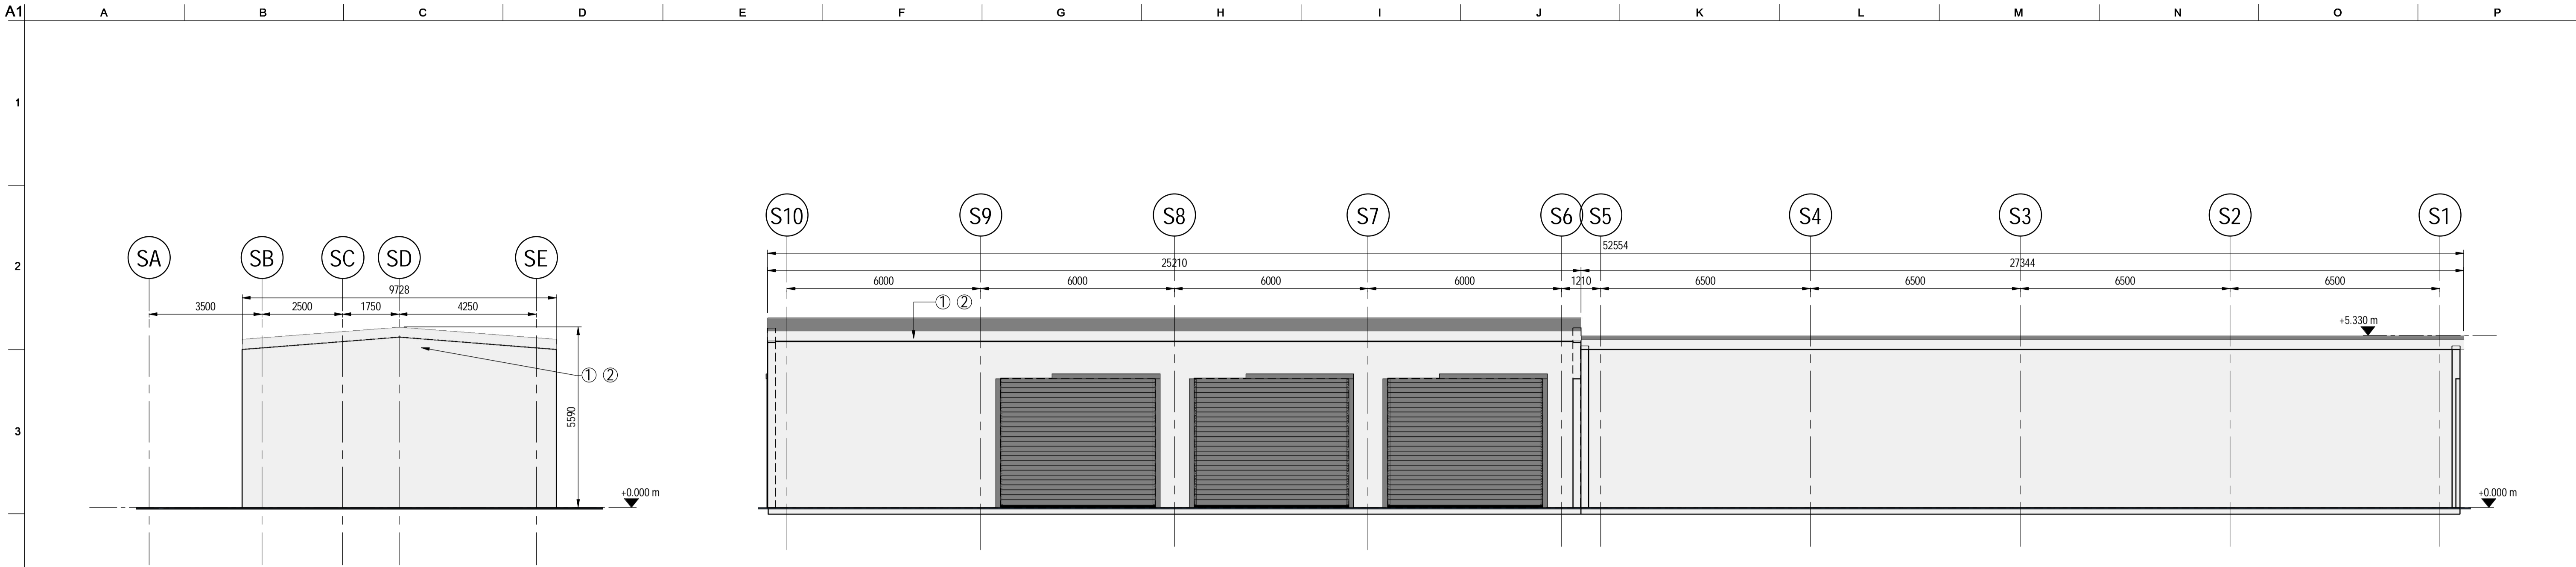 A1 A B C D E F G H I J K L M N O P
1
2
3
SA SB SC SD SE
9728
3500 2500 1750 4250
① ②
5590
+0.000 m
S10 S9 S8 S7 S6 S5 S4 S3 S2 S1
52554
25210 27344
6000 6000 6000 6000 1210 6500 6500 6500 6500
① ②
+5.330 m
+0.000 m